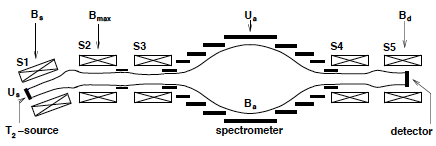 B_s B_max U_a B_d
S1 S2 S3 S4 S5
U_s
B_a
T_2–source spectrometer detector